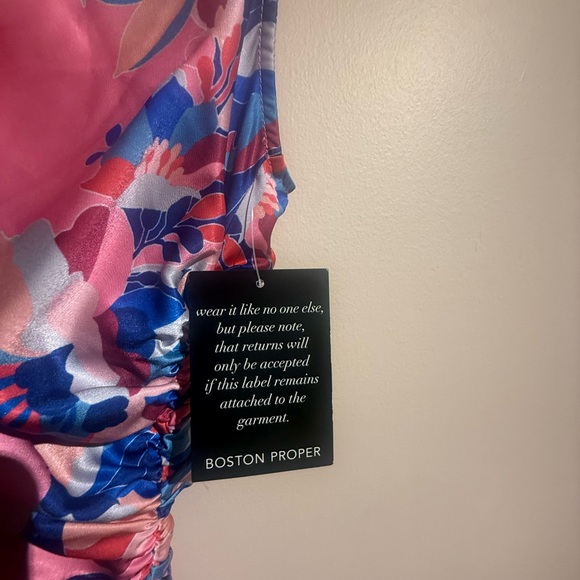 wear it like no one else,
but please note,
that returns will
only be accepted
if this label remains
attached to the
garment.
BOSTON PROPER